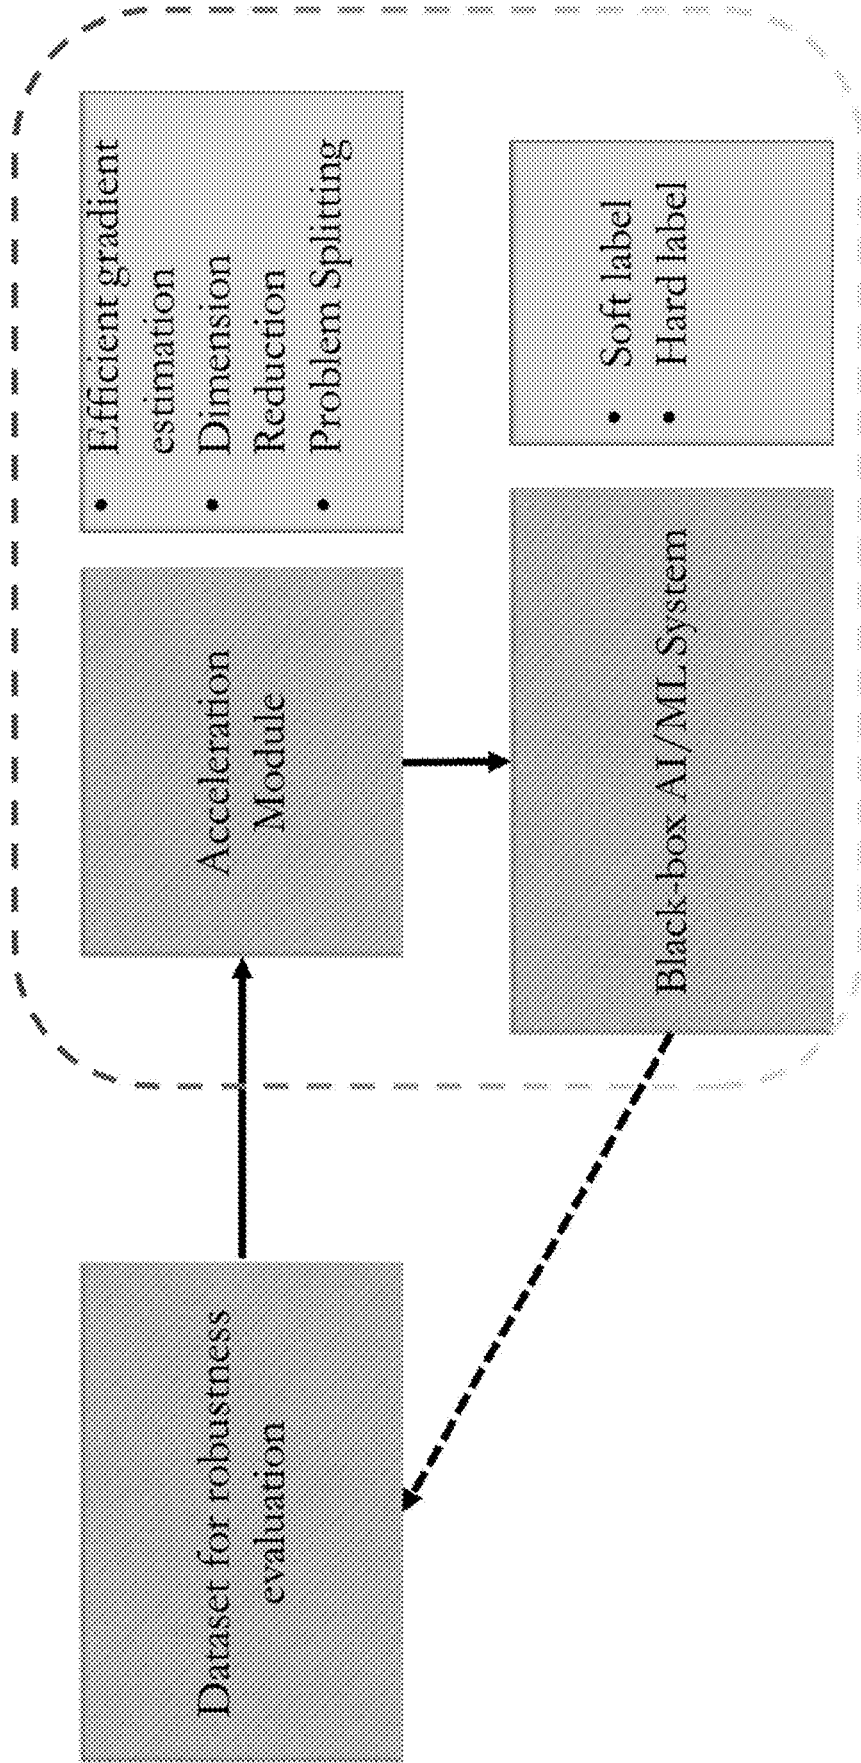 Dataset for robustness
evaluation
Acceleration
Module
• Efficient gradient
estimation
• Dimension
Reduction
• Problem Splitting
Black-box AI/ML System
• Soft label
• Hard label